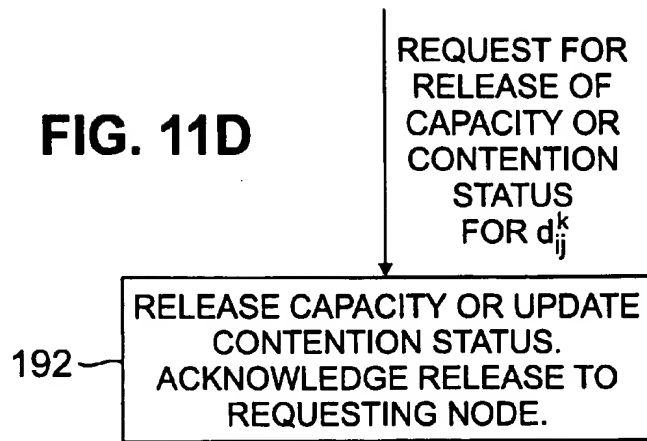 REQUEST FOR
RELEASE OF
CAPACITY OR
CONTENTION
STATUS
FOR d_{ij}^{k}
FIG. 11D
RELEASE CAPACITY OR UPDATE
CONTENTION STATUS.
ACKNOWLEDGE RELEASE TO
REQUESTING NODE.
192